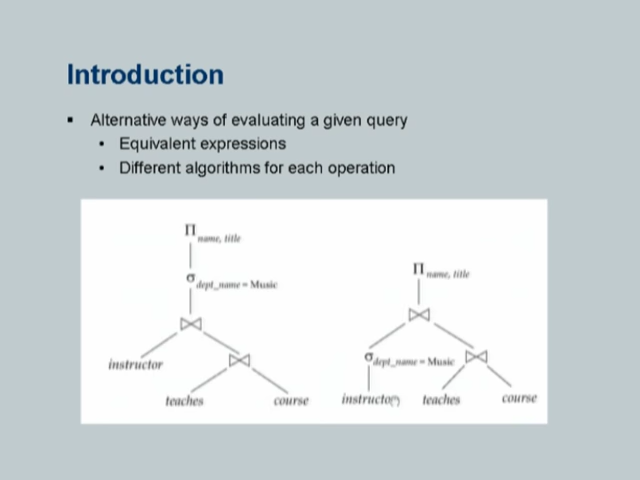 Introduction
▪ Alternative ways of evaluating a given query
• Equivalent expressions
• Different algorithms for each operation
Π name, title
σ dept_name = Music
⋈
instructor
⋈
teaches
course
Π name, title
⋈
σ dept_name = Music
⋈
instructor
teaches
course